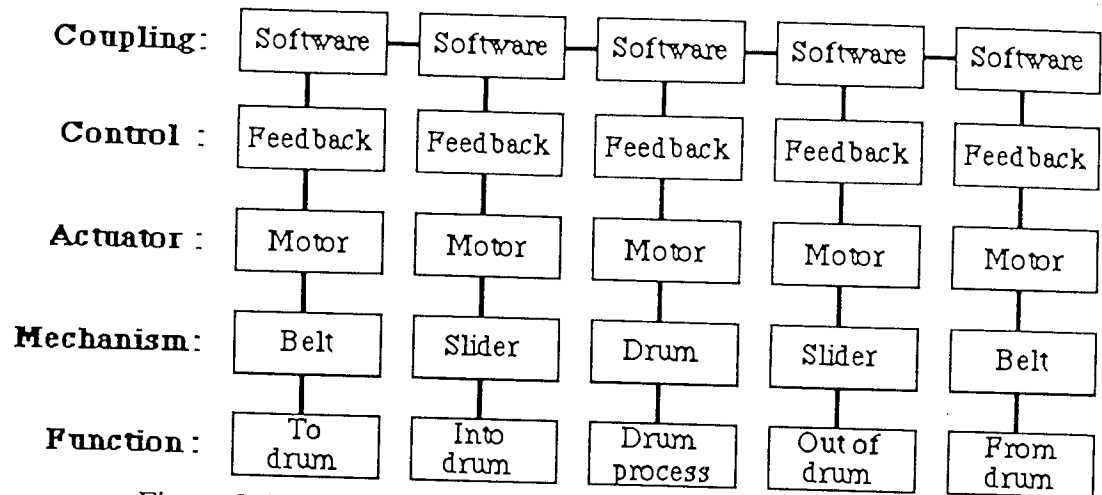 Coupling: Software Software Software Software Software
Control : Feedback Feedback Feedback Feedback Feedback
Actuator : Motor Motor Motor Motor Motor
Mechanism: Belt Slider Drum Slider Belt
Function: To Into Drum Out of From
drum drum process drum drum